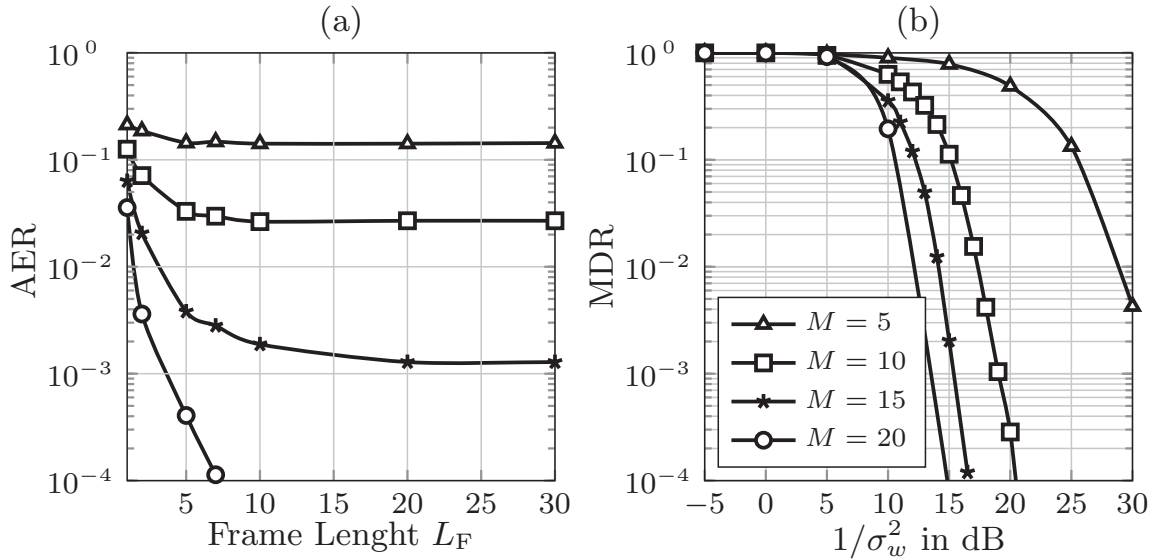 (a)
10^0
10^−1
10^−2
10^−3
10^−4
AER
5 10 15 20 25 30
Frame Lenght L_F
(b)
10^0
10^−1
10^−2
10^−3
10^−4
MDR
M = 5
M = 10
M = 15
M = 20
−5 0 5 10 15 20 25 30
1/σ_w^2 in dB